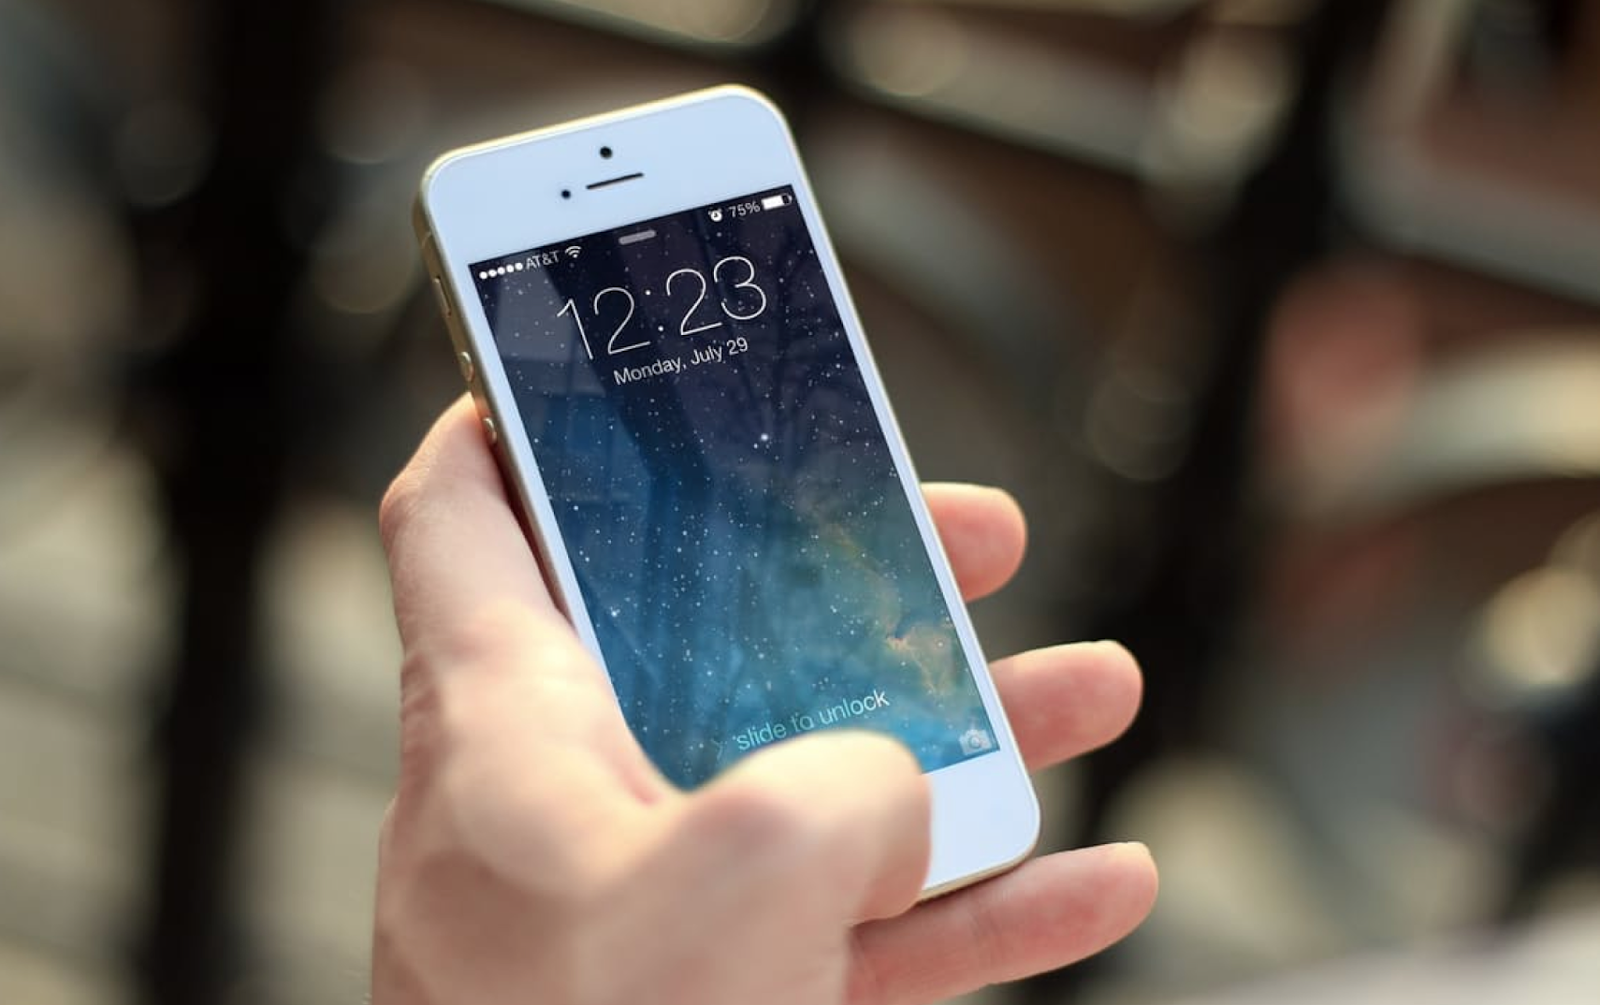 AT&T 75%
12:23
Monday, July 29
slide to unlock